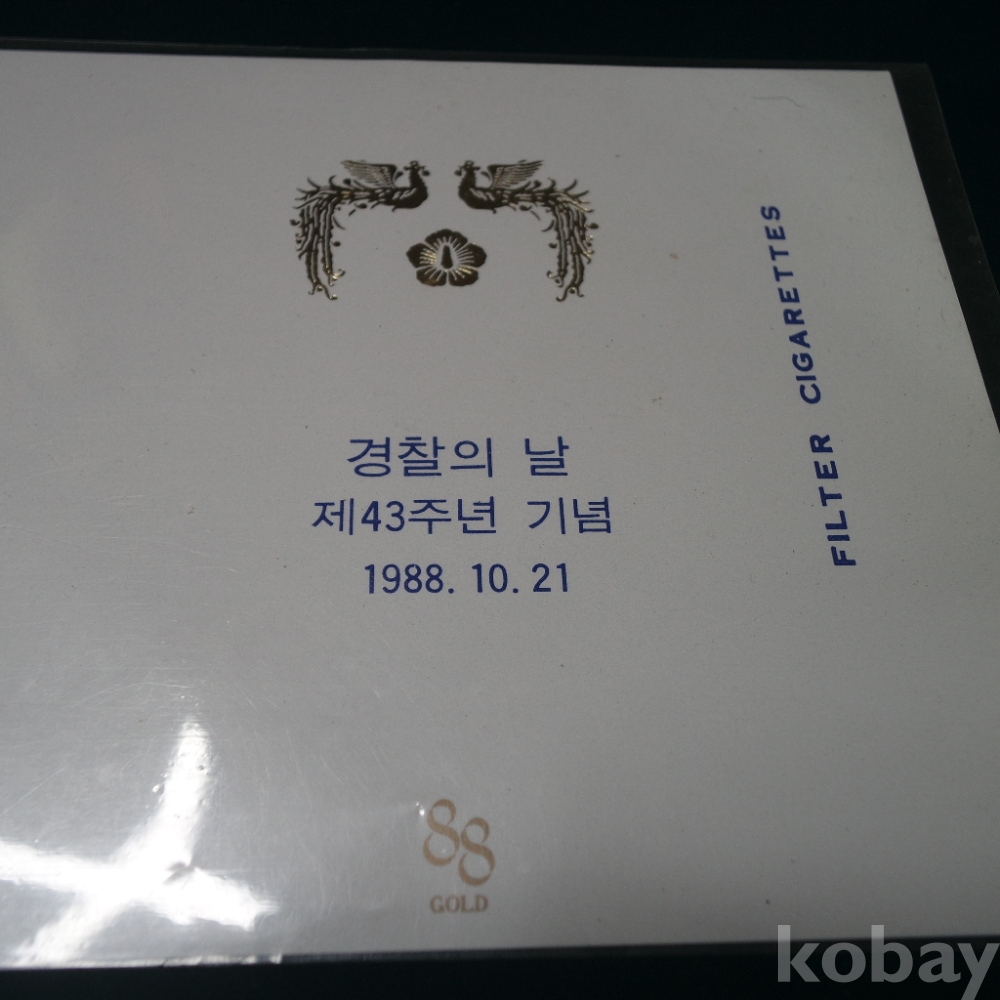 경찰의 날
제43주년 기념
1988. 10. 21
FILTER CIGARETTES
88
GOLD
kobay